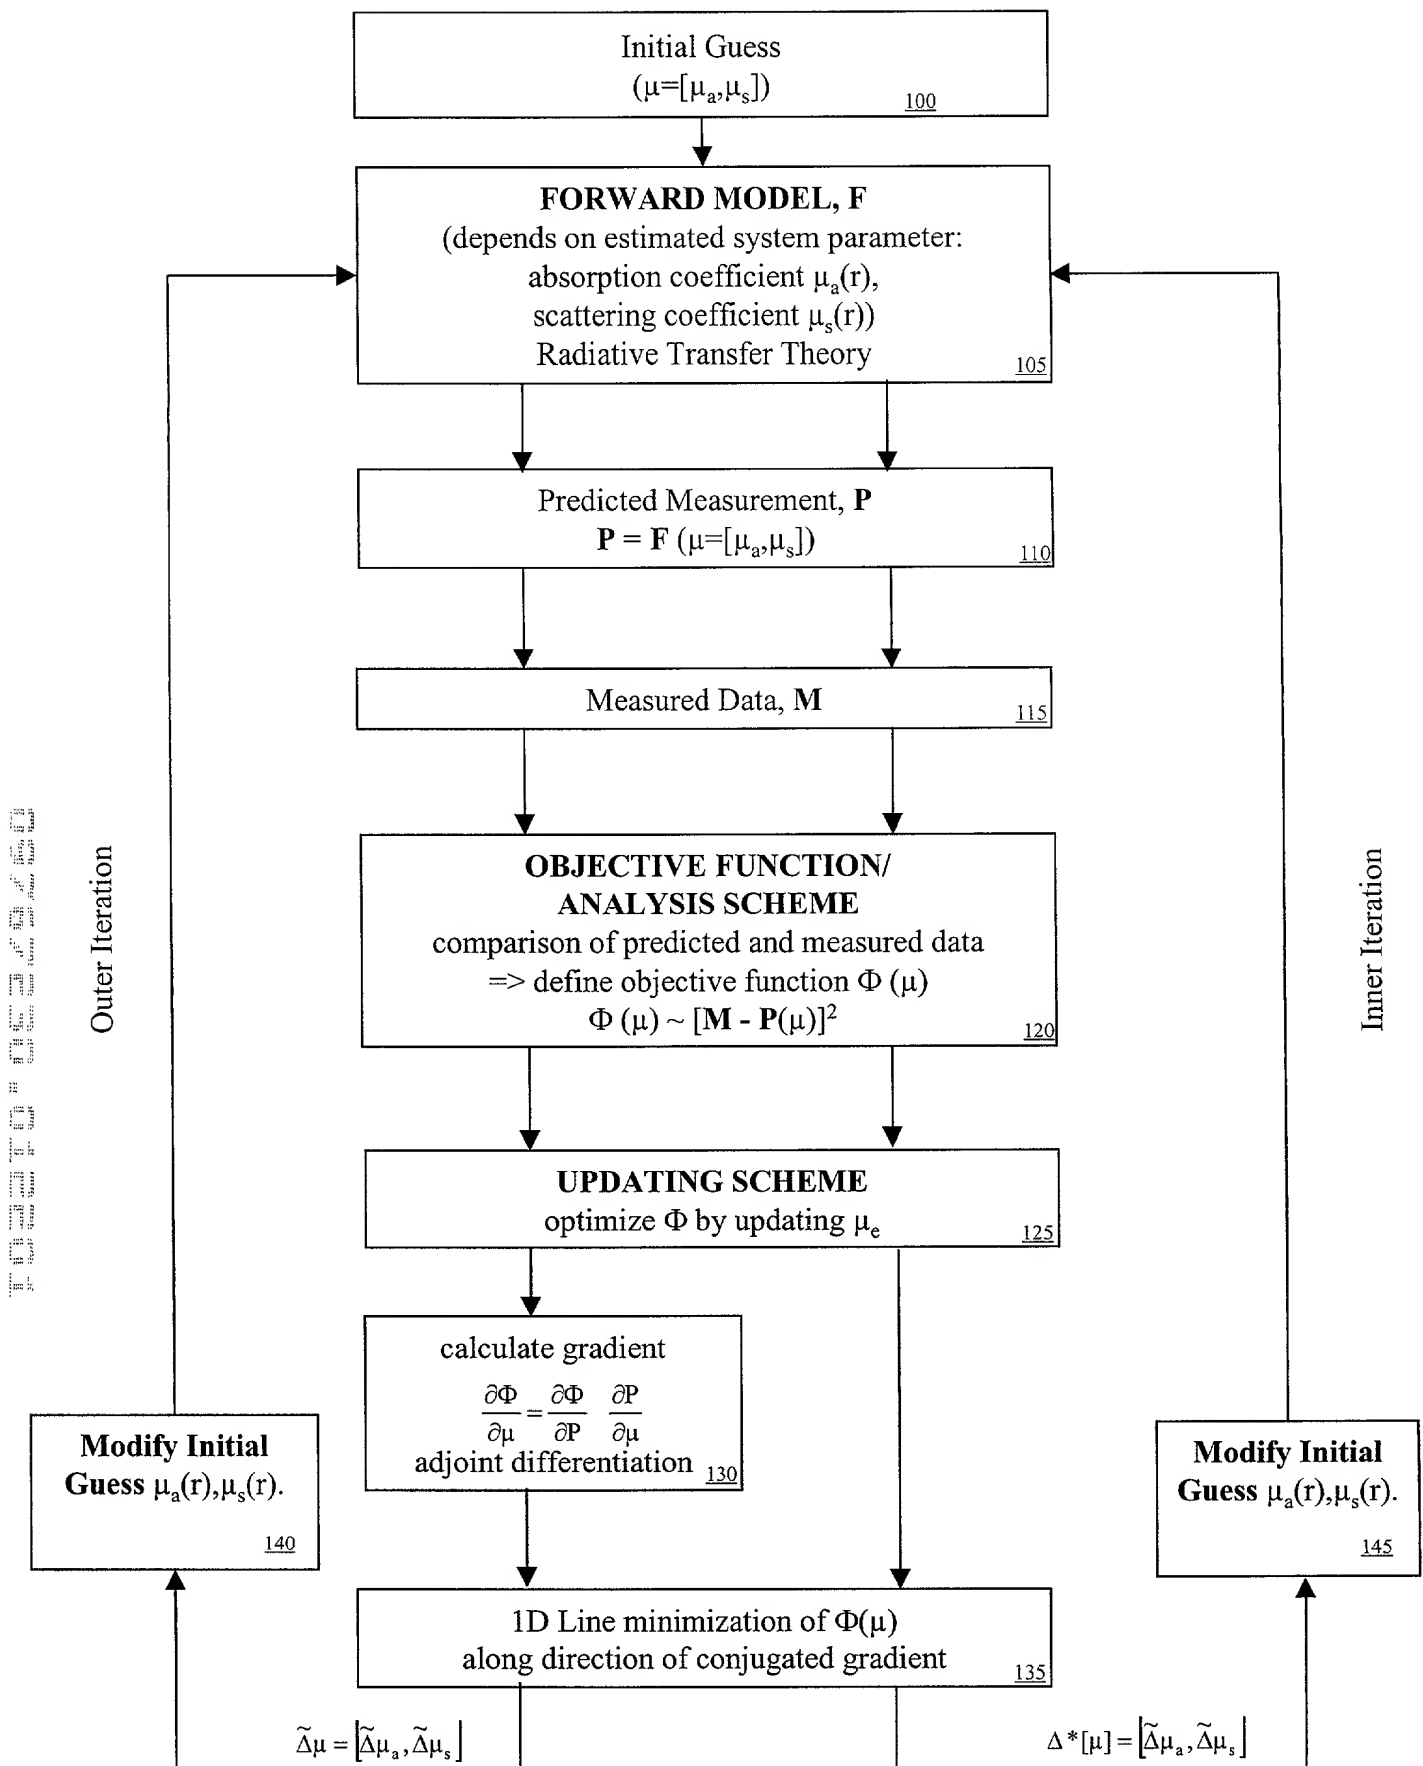 Initial Guess
(μ=[μa,μs])
100
FORWARD MODEL, F
(depends on estimated system parameter:
absorption coefficient μa(r),
scattering coefficient μs(r))
Radiative Transfer Theory
105
Predicted Measurement, P
P = F (μ=[μa,μs])
110
Measured Data, M
115
OBJECTIVE FUNCTION/
ANALYSIS SCHEME
comparison of predicted and measured data
=> define objective function Φ (μ)
Φ (μ) ~ [M - P(μ)]²
120
Outer Iteration
Inner Iteration
UPDATING SCHEME
optimize Φ by updating μe
125
calculate gradient
∂Φ/∂μ = ∂Φ/∂P ∂P/∂μ
adjoint differentiation
130
Modify Initial
Guess μa(r),μs(r).
140
Modify Initial
Guess μa(r),μs(r).
145
1D Line minimization of Φ(μ)
along direction of conjugated gradient
135
Δ̃μ = ⌊Δ̃μa, Δ̃μs⌋
Δ*[μ] = ⌊Δ̃μa, Δ̃μs⌋